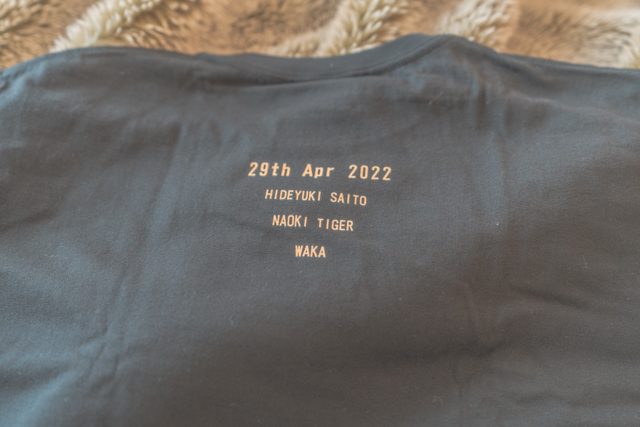 29th Apr 2022
HIDEYUKI SAITO
NAOKI TIGER
WAKA